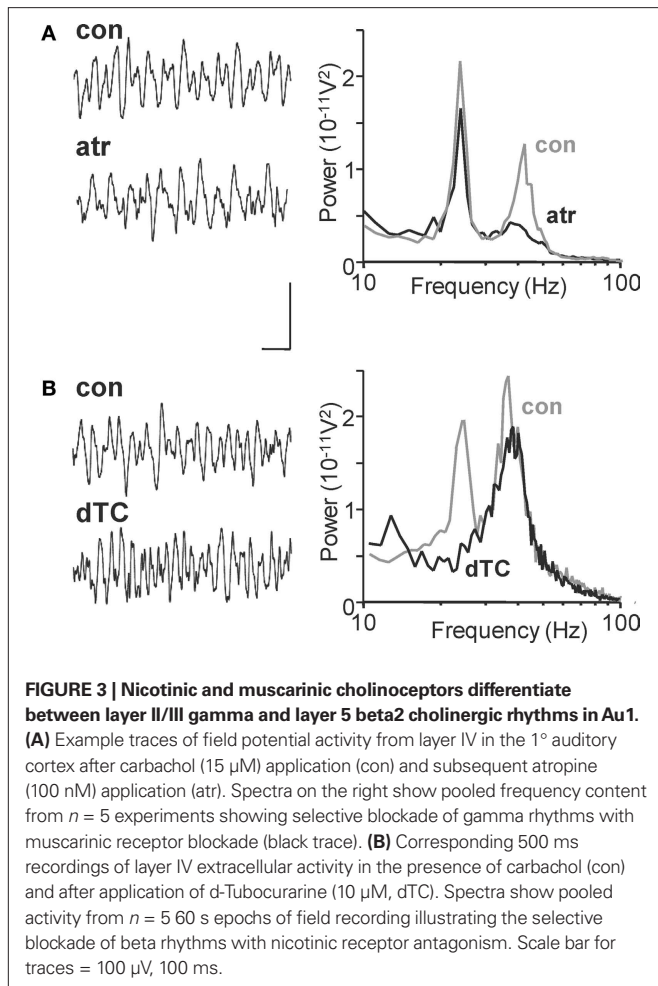 A
con
atr
Power (10-11V2)
2
1
0
con
atr
10
Frequency (Hz)
100
B
con
dTC
Power (10-11V2)
2
1
0
con
dTC
10
Frequency (Hz)
100
FIGURE 3 | Nicotinic and muscarinic cholinoceptors differentiate
between layer II/III gamma and layer 5 beta2 cholinergic rhythms in Au1.
(A) Example traces of field potential activity from layer IV in the 1° auditory
cortex after carbachol (15 μM) application (con) and subsequent atropine
(100 nM) application (atr). Spectra on the right show pooled frequency content
from n = 5 experiments showing selective blockade of gamma rhythms with
muscarinic receptor blockade (black trace). (B) Corresponding 500 ms
recordings of layer IV extracellular activity in the presence of carbachol (con)
and after application of d-Tubocurarine (10 μM, dTC). Spectra show pooled
activity from n = 5 60 s epochs of field recording illustrating the selective
blockade of beta rhythms with nicotinic receptor antagonism. Scale bar for
traces = 100 μV, 100 ms.